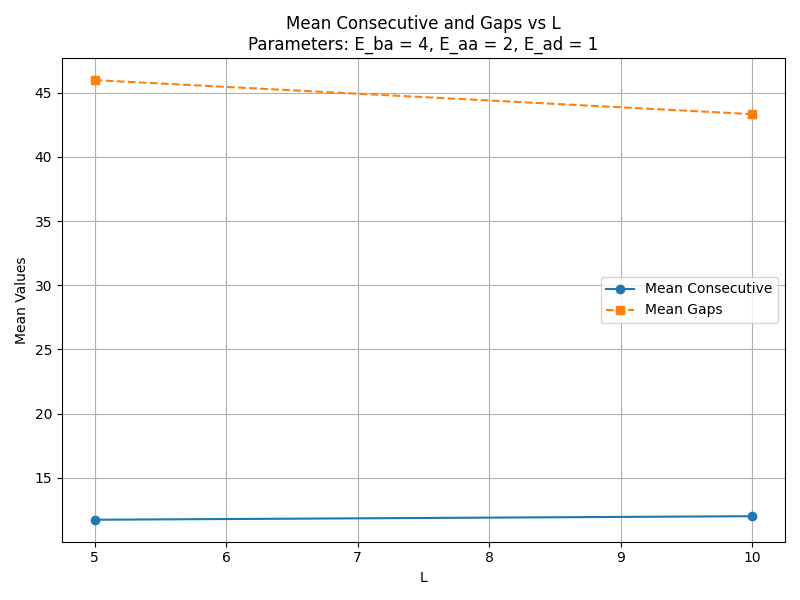 Mean Consecutive and Gaps vs L
Parameters: E_ba = 4, E_aa = 2, E_ad = 1
Mean Values
45
40
35
30
25
20
15
Mean Consecutive
Mean Gaps
5 6 7 8 9 10
L